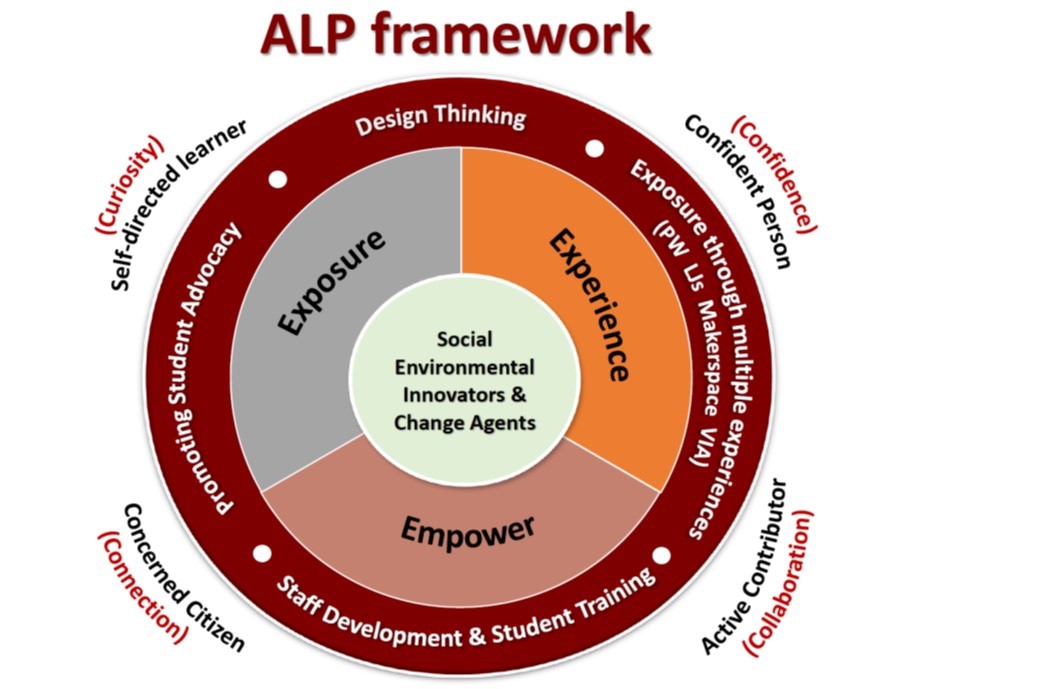 ALP framework
Design Thinking
Exposure through multiple experiences
(PW LJs Makerspace VIA)
Staff Development & Student Training
Promoting Student Advocacy
Exposure
Experience
Empower
Social
Environmental
Innovators &
Change Agents
(Curiosity)
Self-directed learner
(Confidence)
Confident Person
Concerned Citizen
(Connection)
Active Contributor
(Collaboration)